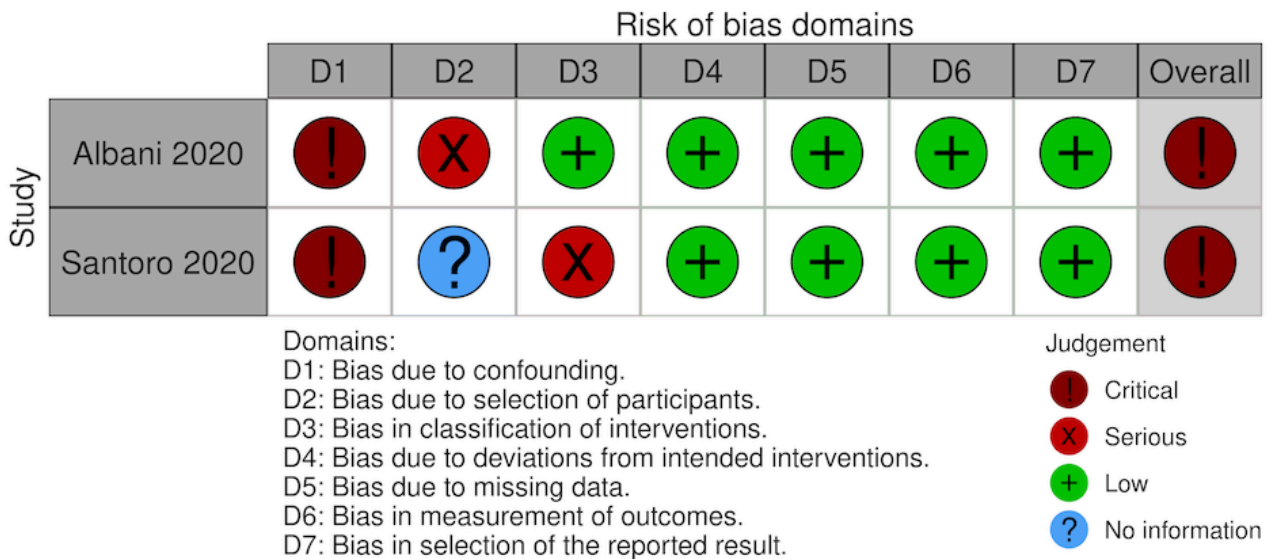 Risk of bias domains
D1 D2 D3 D4 D5 D6 D7 Overall
Study
Albani 2020 ! X + + + + + !
Santoro 2020 ! ? X + + + + !
Domains:
D1: Bias due to confounding.
D2: Bias due to selection of participants.
D3: Bias in classification of interventions.
D4: Bias due to deviations from intended interventions.
D5: Bias due to missing data.
D6: Bias in measurement of outcomes.
D7: Bias in selection of the reported result.
Judgement
! Critical
X Serious
+ Low
? No information